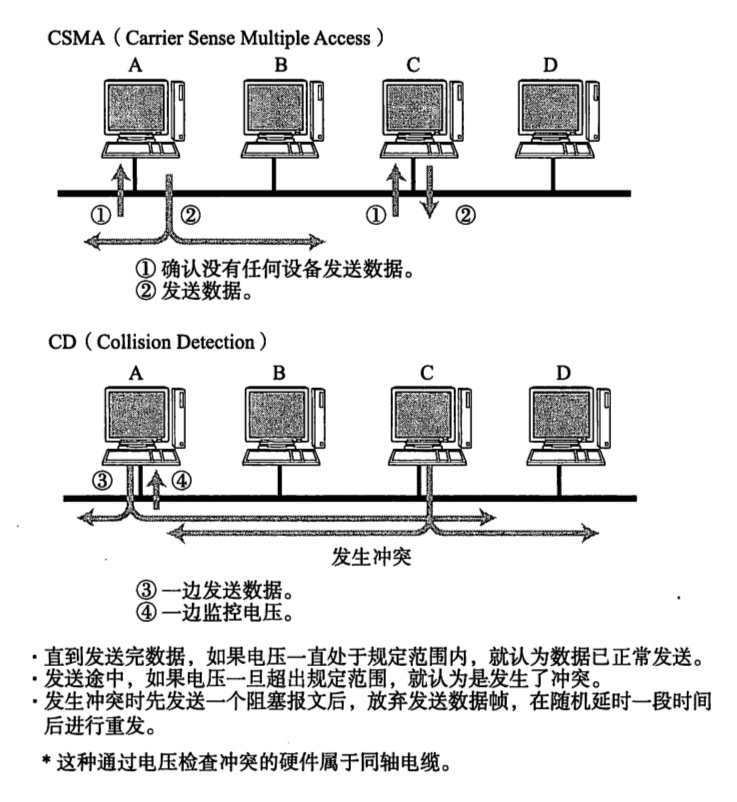 CSMA（Carrier Sense Multiple Access）
A B C D
① ② ① ②
① 确认没有任何设备发送数据。
② 发送数据。
CD（Collision Detection）
A B C D
③ ④
发生冲突
③ 一边发送数据。
④ 一边监控电压。
·直到发送完数据，如果电压一直处于规定范围内，就认为数据已正常发送。
·发送途中，如果电压一旦超出规定范围，就认为是发生了冲突。
·发生冲突时先发送一个阻塞报文后，放弃发送数据帧，在随机延时一段时间
后进行重发。
* 这种通过电压检查冲突的硬件属于同轴电缆。